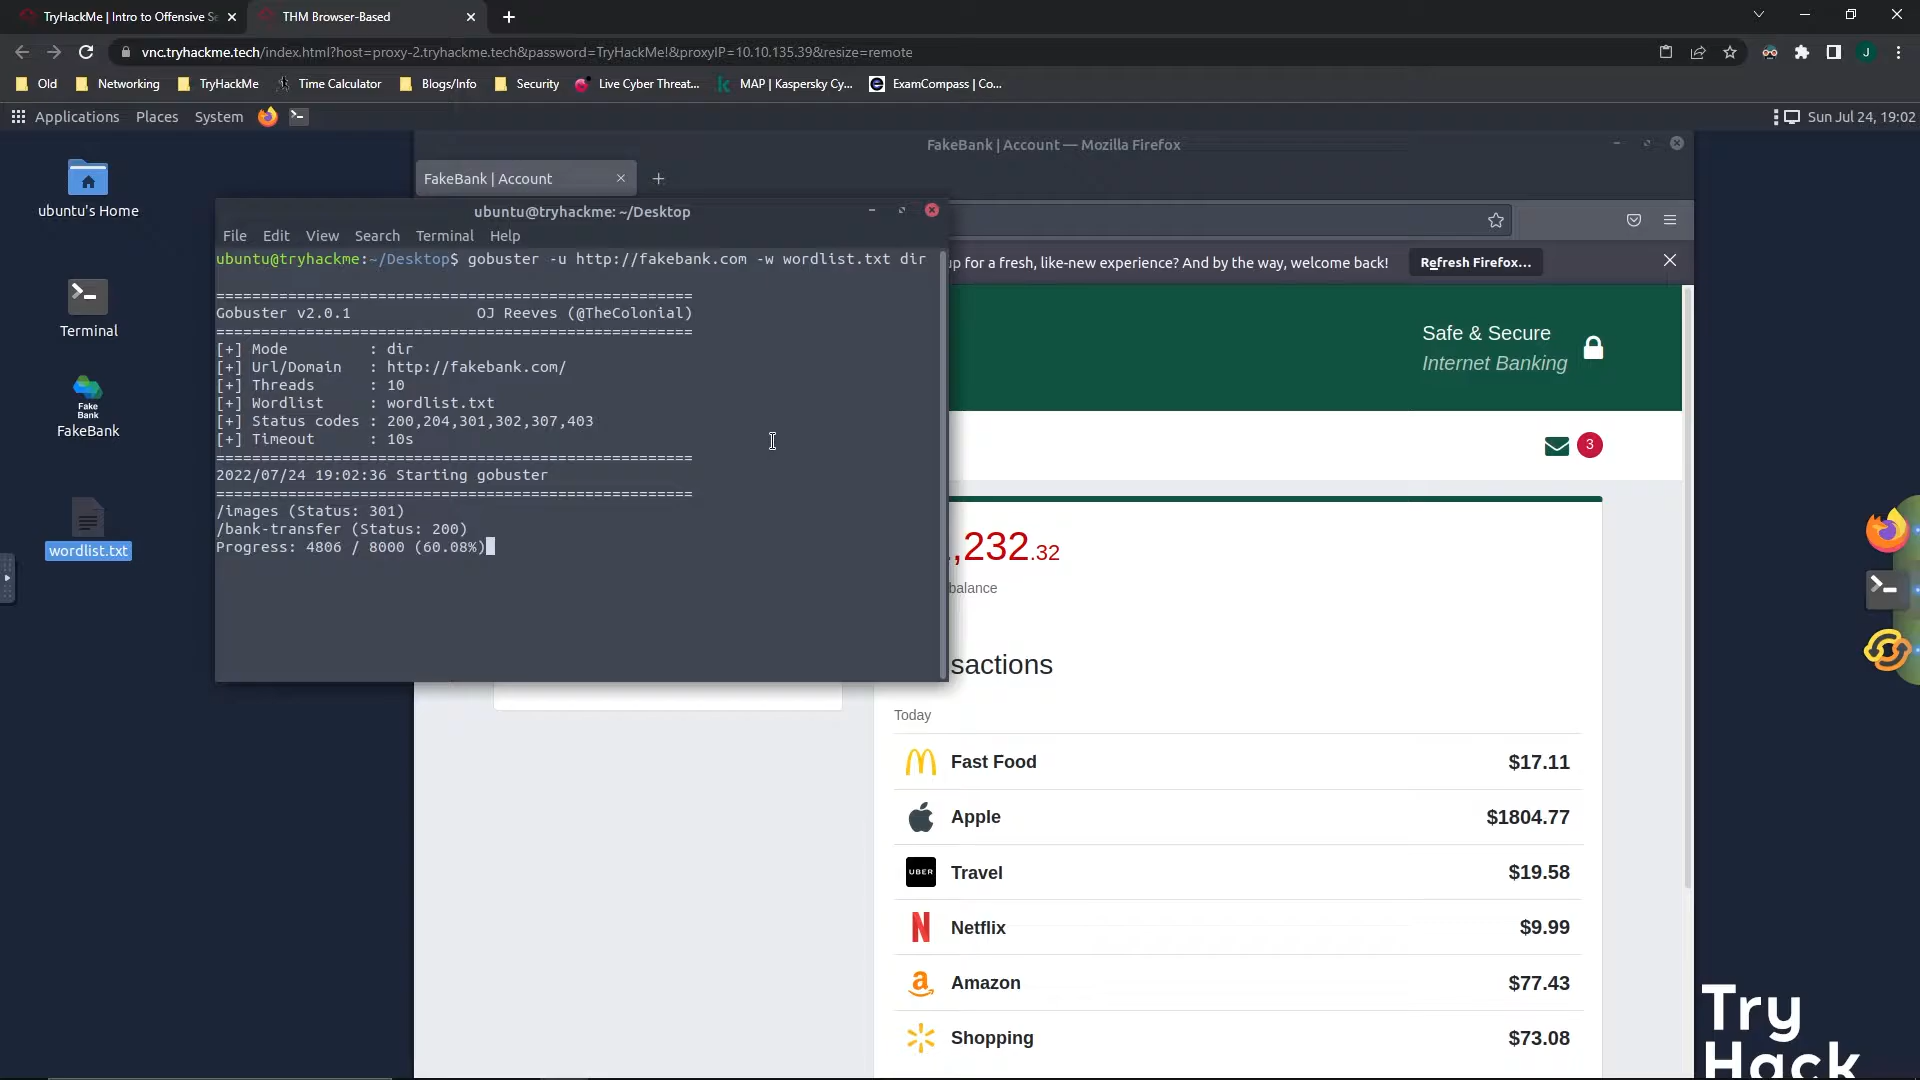 TryHackMe | Intro to Offensive Se
THM Browser-Based
vnc.tryhackme.tech/index.html?host=proxy-2.tryhackme.tech&password=TryHackMe!&proxyIP=10.10.135.39&resize=remote
J
Old
Networking
TryHackMe
Time Calculator
Blogs/Info
Security
Live Cyber Threat...
MAP | Kaspersky Cy...
ExamCompass | Co...
Applications
Places
System
Sun Jul 24, 19:02
FakeBank | Account — Mozilla Firefox
FakeBank | Account
ubuntu's Home
Terminal
Fake
Bank
FakeBank
wordlist.txt
ubuntu@tryhackme: ~/Desktop
File Edit View Search Terminal Help
ubuntu@tryhackme:~/Desktop$ gobuster -u http://fakebank.com -w wordlist.txt dir
=====================================================
Gobuster v2.0.1              OJ Reeves (@TheColonial)
=====================================================
[+] Mode         : dir
[+] Url/Domain   : http://fakebank.com/
[+] Threads      : 10
[+] Wordlist     : wordlist.txt
[+] Status codes : 200,204,301,302,307,403
[+] Timeout      : 10s
=====================================================
2022/07/24 19:02:36 Starting gobuster
=====================================================
/images (Status: 301)
/bank-transfer (Status: 200)
Progress: 4806 / 8000 (60.08%)
up for a fresh, like-new experience? And by the way, welcome back!
Refresh Firefox...
Safe & Secure
Internet Banking
3
,232.32
balance
sactions
Today
Fast Food $17.11
Apple $1804.77
UBER
Travel $19.58
Netflix $9.99
Amazon $77.43
Shopping $73.08
Try
Hack